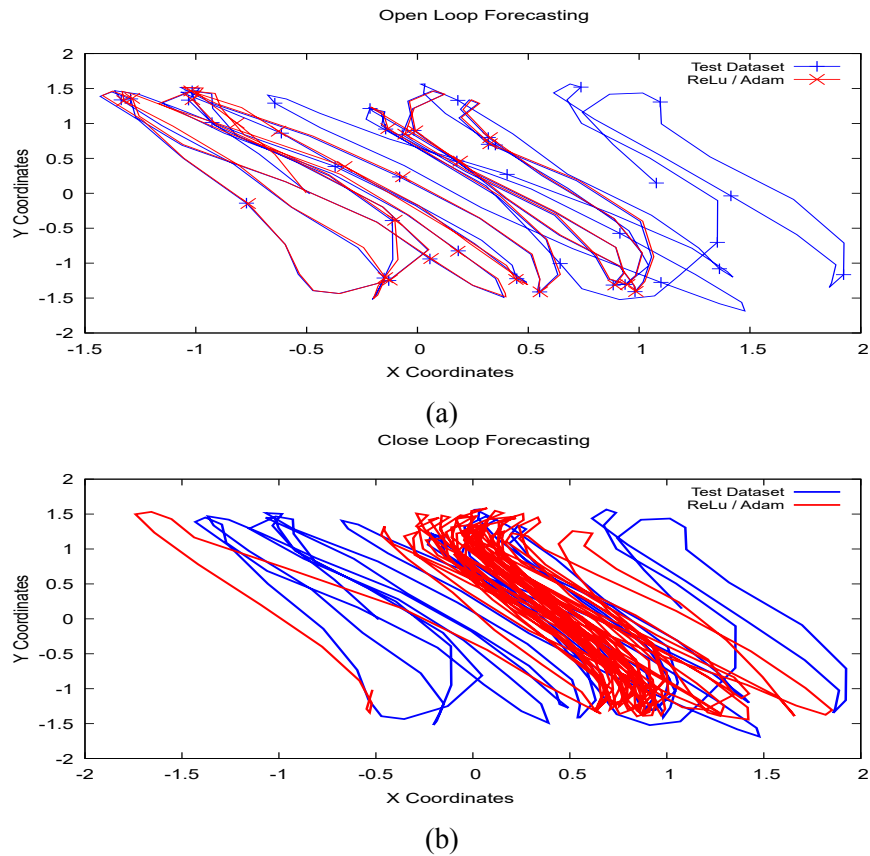 Open Loop Forecasting
2
1.5
1
0.5
0
-0.5
-1
-1.5
-2
Y Coordinates
Test Dataset
ReLu / Adam
-1.5 -1 -0.5 0 0.5 1 1.5 2
X Coordinates
(a)
Close Loop Forecasting
2
1.5
1
0.5
0
-0.5
-1
-1.5
-2
Y Coordinates
Test Dataset
ReLu / Adam
-2 -1.5 -1 -0.5 0 0.5 1 1.5 2
X Coordinates
(b)